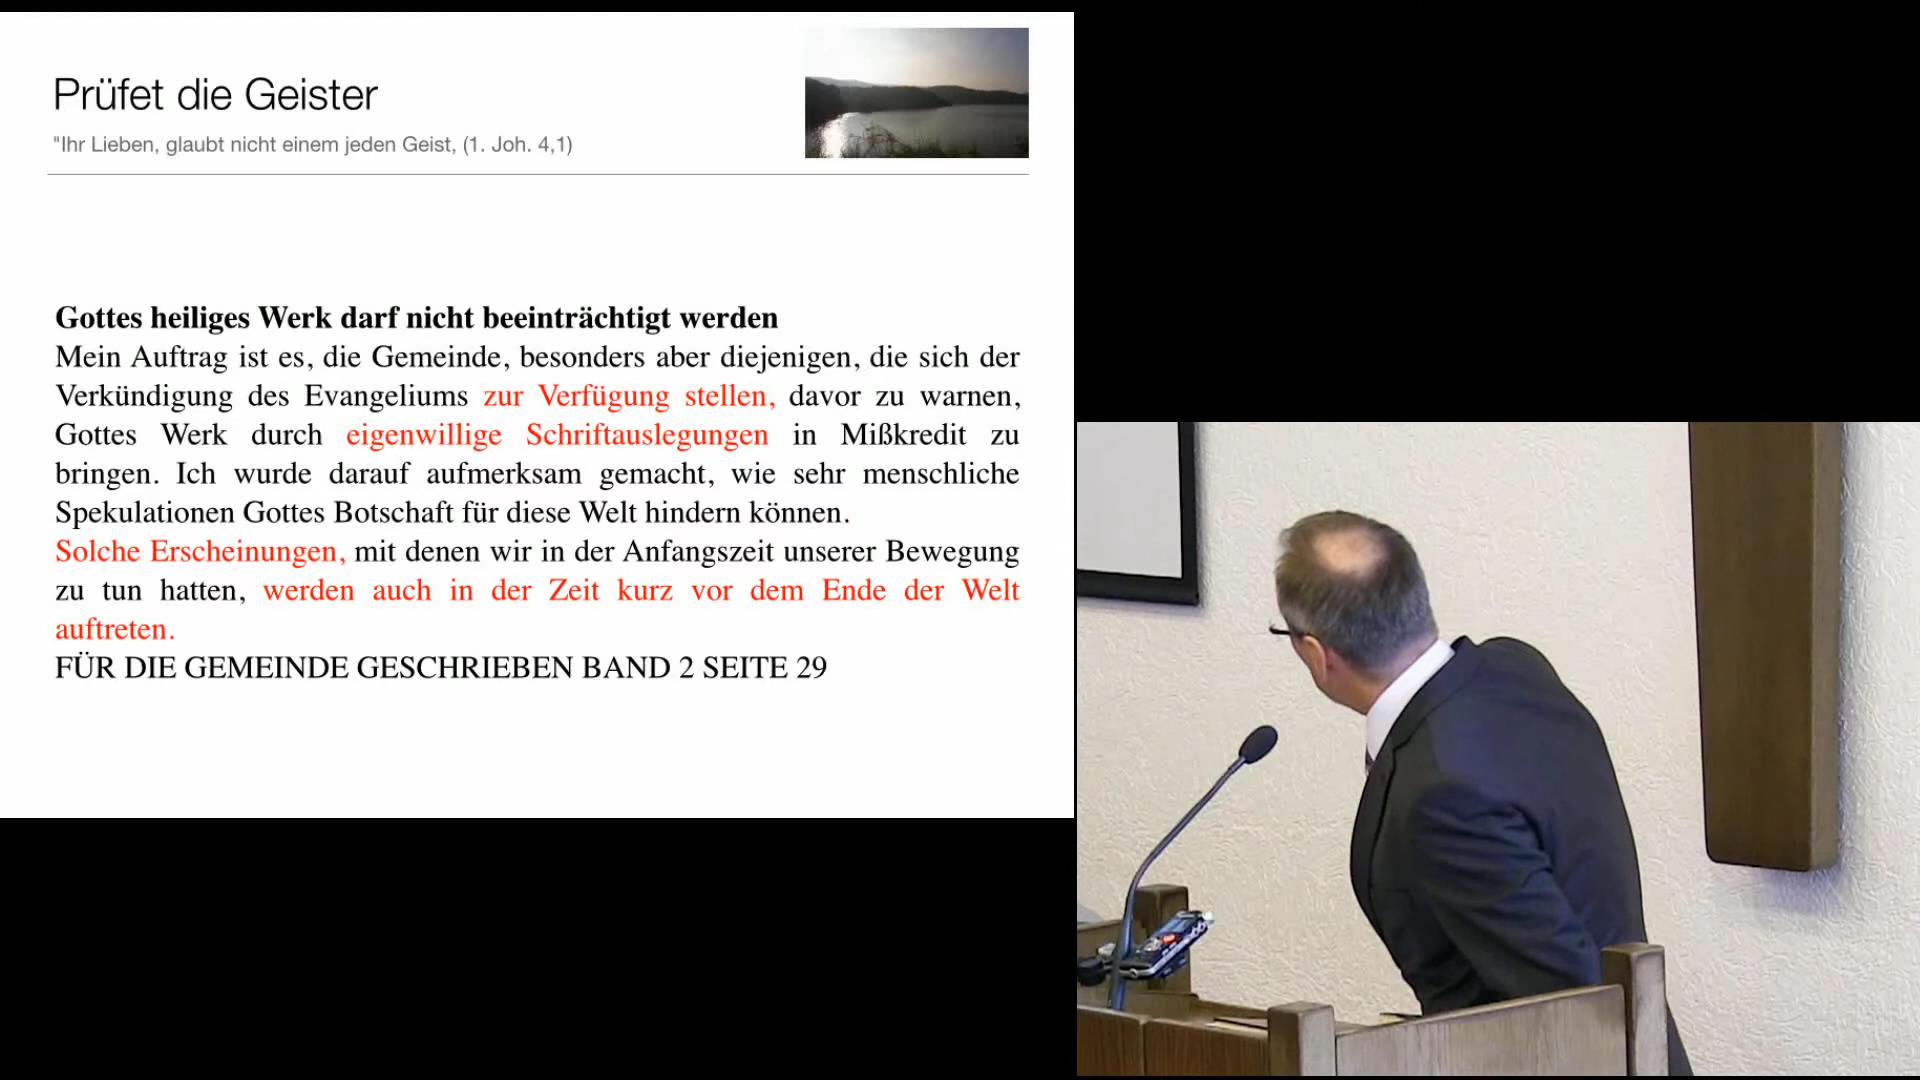 Prüfet die Geister
"Ihr Lieben, glaubt nicht einem jeden Geist, (1. Joh. 4,1)
Gottes heiliges Werk darf nicht beeinträchtigt werden
Mein Auftrag ist es, die Gemeinde, besonders aber diejenigen, die sich der
Verkündigung des Evangeliums zur Verfügung stellen, davor zu warnen,
Gottes Werk durch eigenwillige Schriftauslegungen in Mißkredit zu
bringen. Ich wurde darauf aufmerksam gemacht, wie sehr menschliche
Spekulationen Gottes Botschaft für diese Welt hindern können.
Solche Erscheinungen, mit denen wir in der Anfangszeit unserer Bewegung
zu tun hatten, werden auch in der Zeit kurz vor dem Ende der Welt
auftreten.
FÜR DIE GEMEINDE GESCHRIEBEN BAND 2 SEITE 29